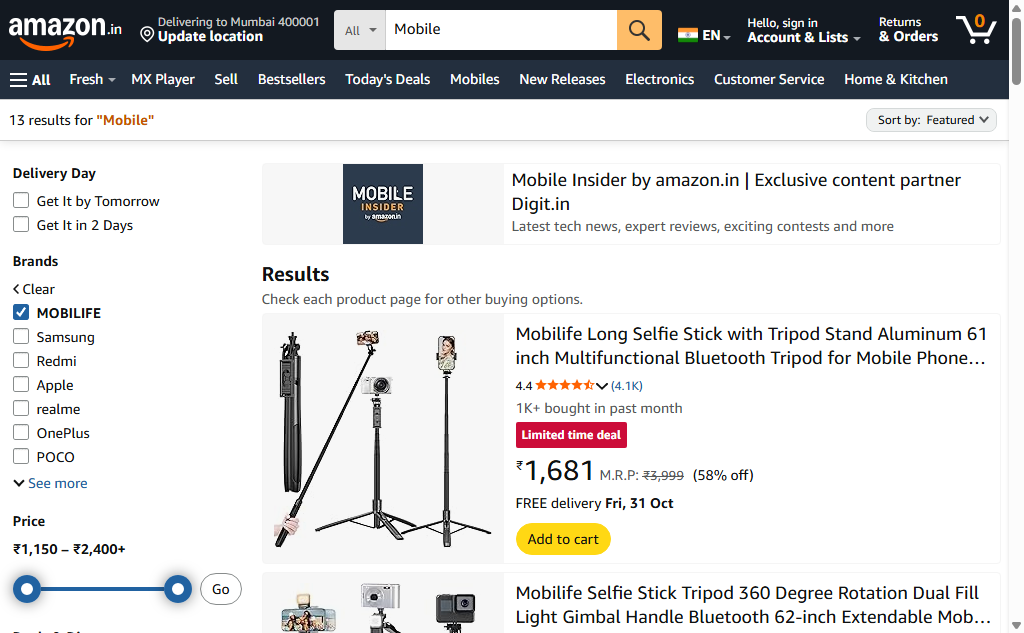 amazon.in
Delivering to Mumbai 400001
Update location
All
Mobile
EN
Hello, sign in
Account & Lists
Returns
& Orders
0
All
Fresh
MX Player
Sell
Bestsellers
Today's Deals
Mobiles
New Releases
Electronics
Customer Service
Home & Kitchen
13 results for "Mobile"
Sort by: Featured
Delivery Day
Get It by Tomorrow
Get It in 2 Days
Brands
Clear
MOBILIFE
Samsung
Redmi
Apple
realme
OnePlus
POCO
See more
Price
₹1,150 – ₹2,400+
Go
MOBILE
INSIDER
by amazon.in
Mobile Insider by amazon.in | Exclusive content partner
Digit.in
Latest tech news, expert reviews, exciting contests and more
Results
Check each product page for other buying options.
Mobilife Long Selfie Stick with Tripod Stand Aluminum 61
inch Multifunctional Bluetooth Tripod for Mobile Phone…
4.4 (4.1K)
1K+ bought in past month
Limited time deal
₹1,681 M.R.P: ₹3,999 (58% off)
FREE delivery Fri, 31 Oct
Add to cart
Mobilife Selfie Stick Tripod 360 Degree Rotation Dual Fill
Light Gimbal Handle Bluetooth 62-inch Extendable Mob…